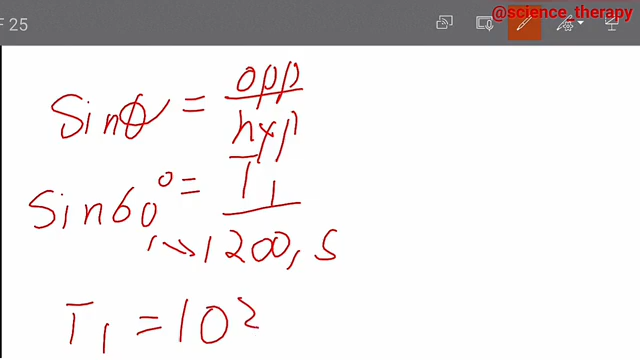 F 25
@science_therapy
Sinθ = opp
hyp
Sin60° = T1
1200, S
T1 = 102